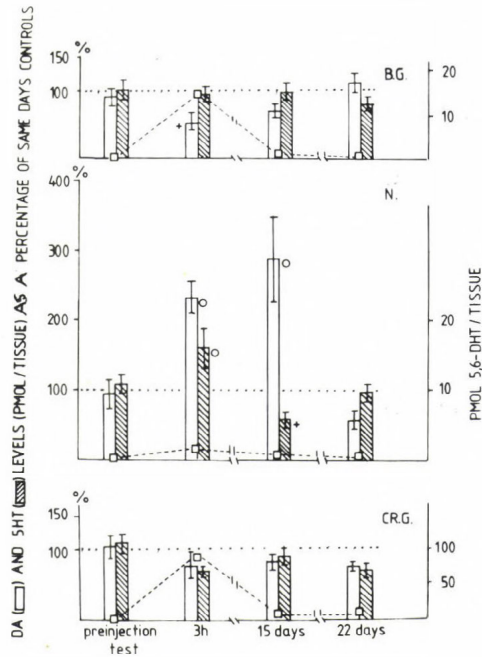 DA ( ) AND 5HT ( ) LEVELS (PMOL/TISSUE) AS A PERCENTAGE OF SAME DAYS CONTROLS
%
150
100
B.G.
20
10
+
%
400
300
200
100
N.
20
10
PMOL 5,6-DHT/TISSUE
+
%
150
100
CR.G.
100
50
preinjection test
3h
15 days
22 days